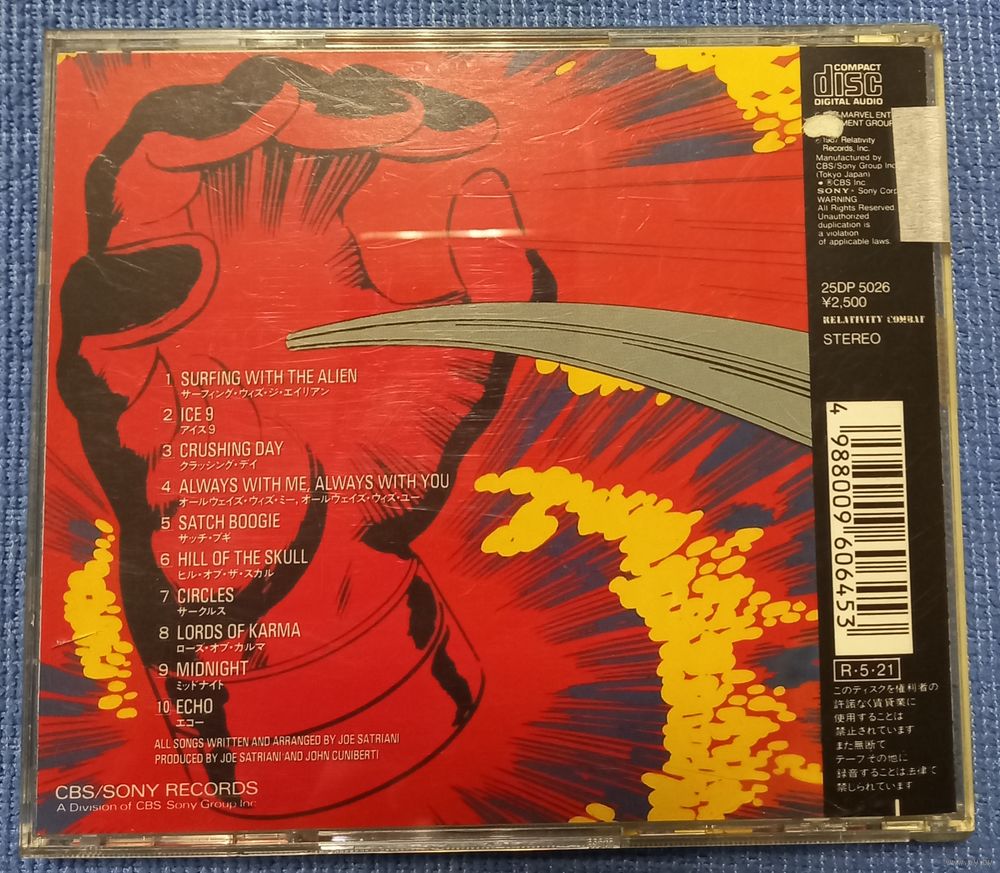 1 SURFING WITH THE ALIEN
サーフィング・ウィズ・ジ・エイリアン
2 ICE 9
アイス9
3 CRUSHING DAY
クラッシング・デイ
4 ALWAYS WITH ME, ALWAYS WITH YOU
オールウェイズ・ウィズ・ミー, オールウェイズ・ウィズ・ユー
5 SATCH BOOGIE
サッチ・ブギ
6 HILL OF THE SKULL
ヒル・オブ・ザ・スカル
7 CIRCLES
サークルス
8 LORDS OF KARMA
ロース・オブ・カルマ
9 MIDNIGHT
ミッドナイト
10 ECHO
エコー
ALL SONGS WRITTEN AND ARRANGED BY JOE SATRIANI
PRODUCED BY JOE SATRIANI AND JOHN CUNIBERTI
CBS/SONY RECORDS
A Division of CBS Sony Group Inc.
COMPACT
disc
DIGITAL AUDIO
MARVEL ENT
MENT GROUP
1987 Relativity
Records, Inc.
Manufactured by
CBS/Sony Group Inc
(Tokyo Japan)
● ®CBS Inc
SONY® Sony Corp
WARNING
All Rights Reserved
Unauthorized
duplication is
a violation
of applicable laws.
25DP 5026
¥2,500
RELATIVITY COMBAT
STEREO
4 988009 606453
R・5・21
このディスクを権利者の
許諾なく賃貸業に
使用することは
禁止されています
また無断で
テープその他に
録音することは法律で
禁じられています